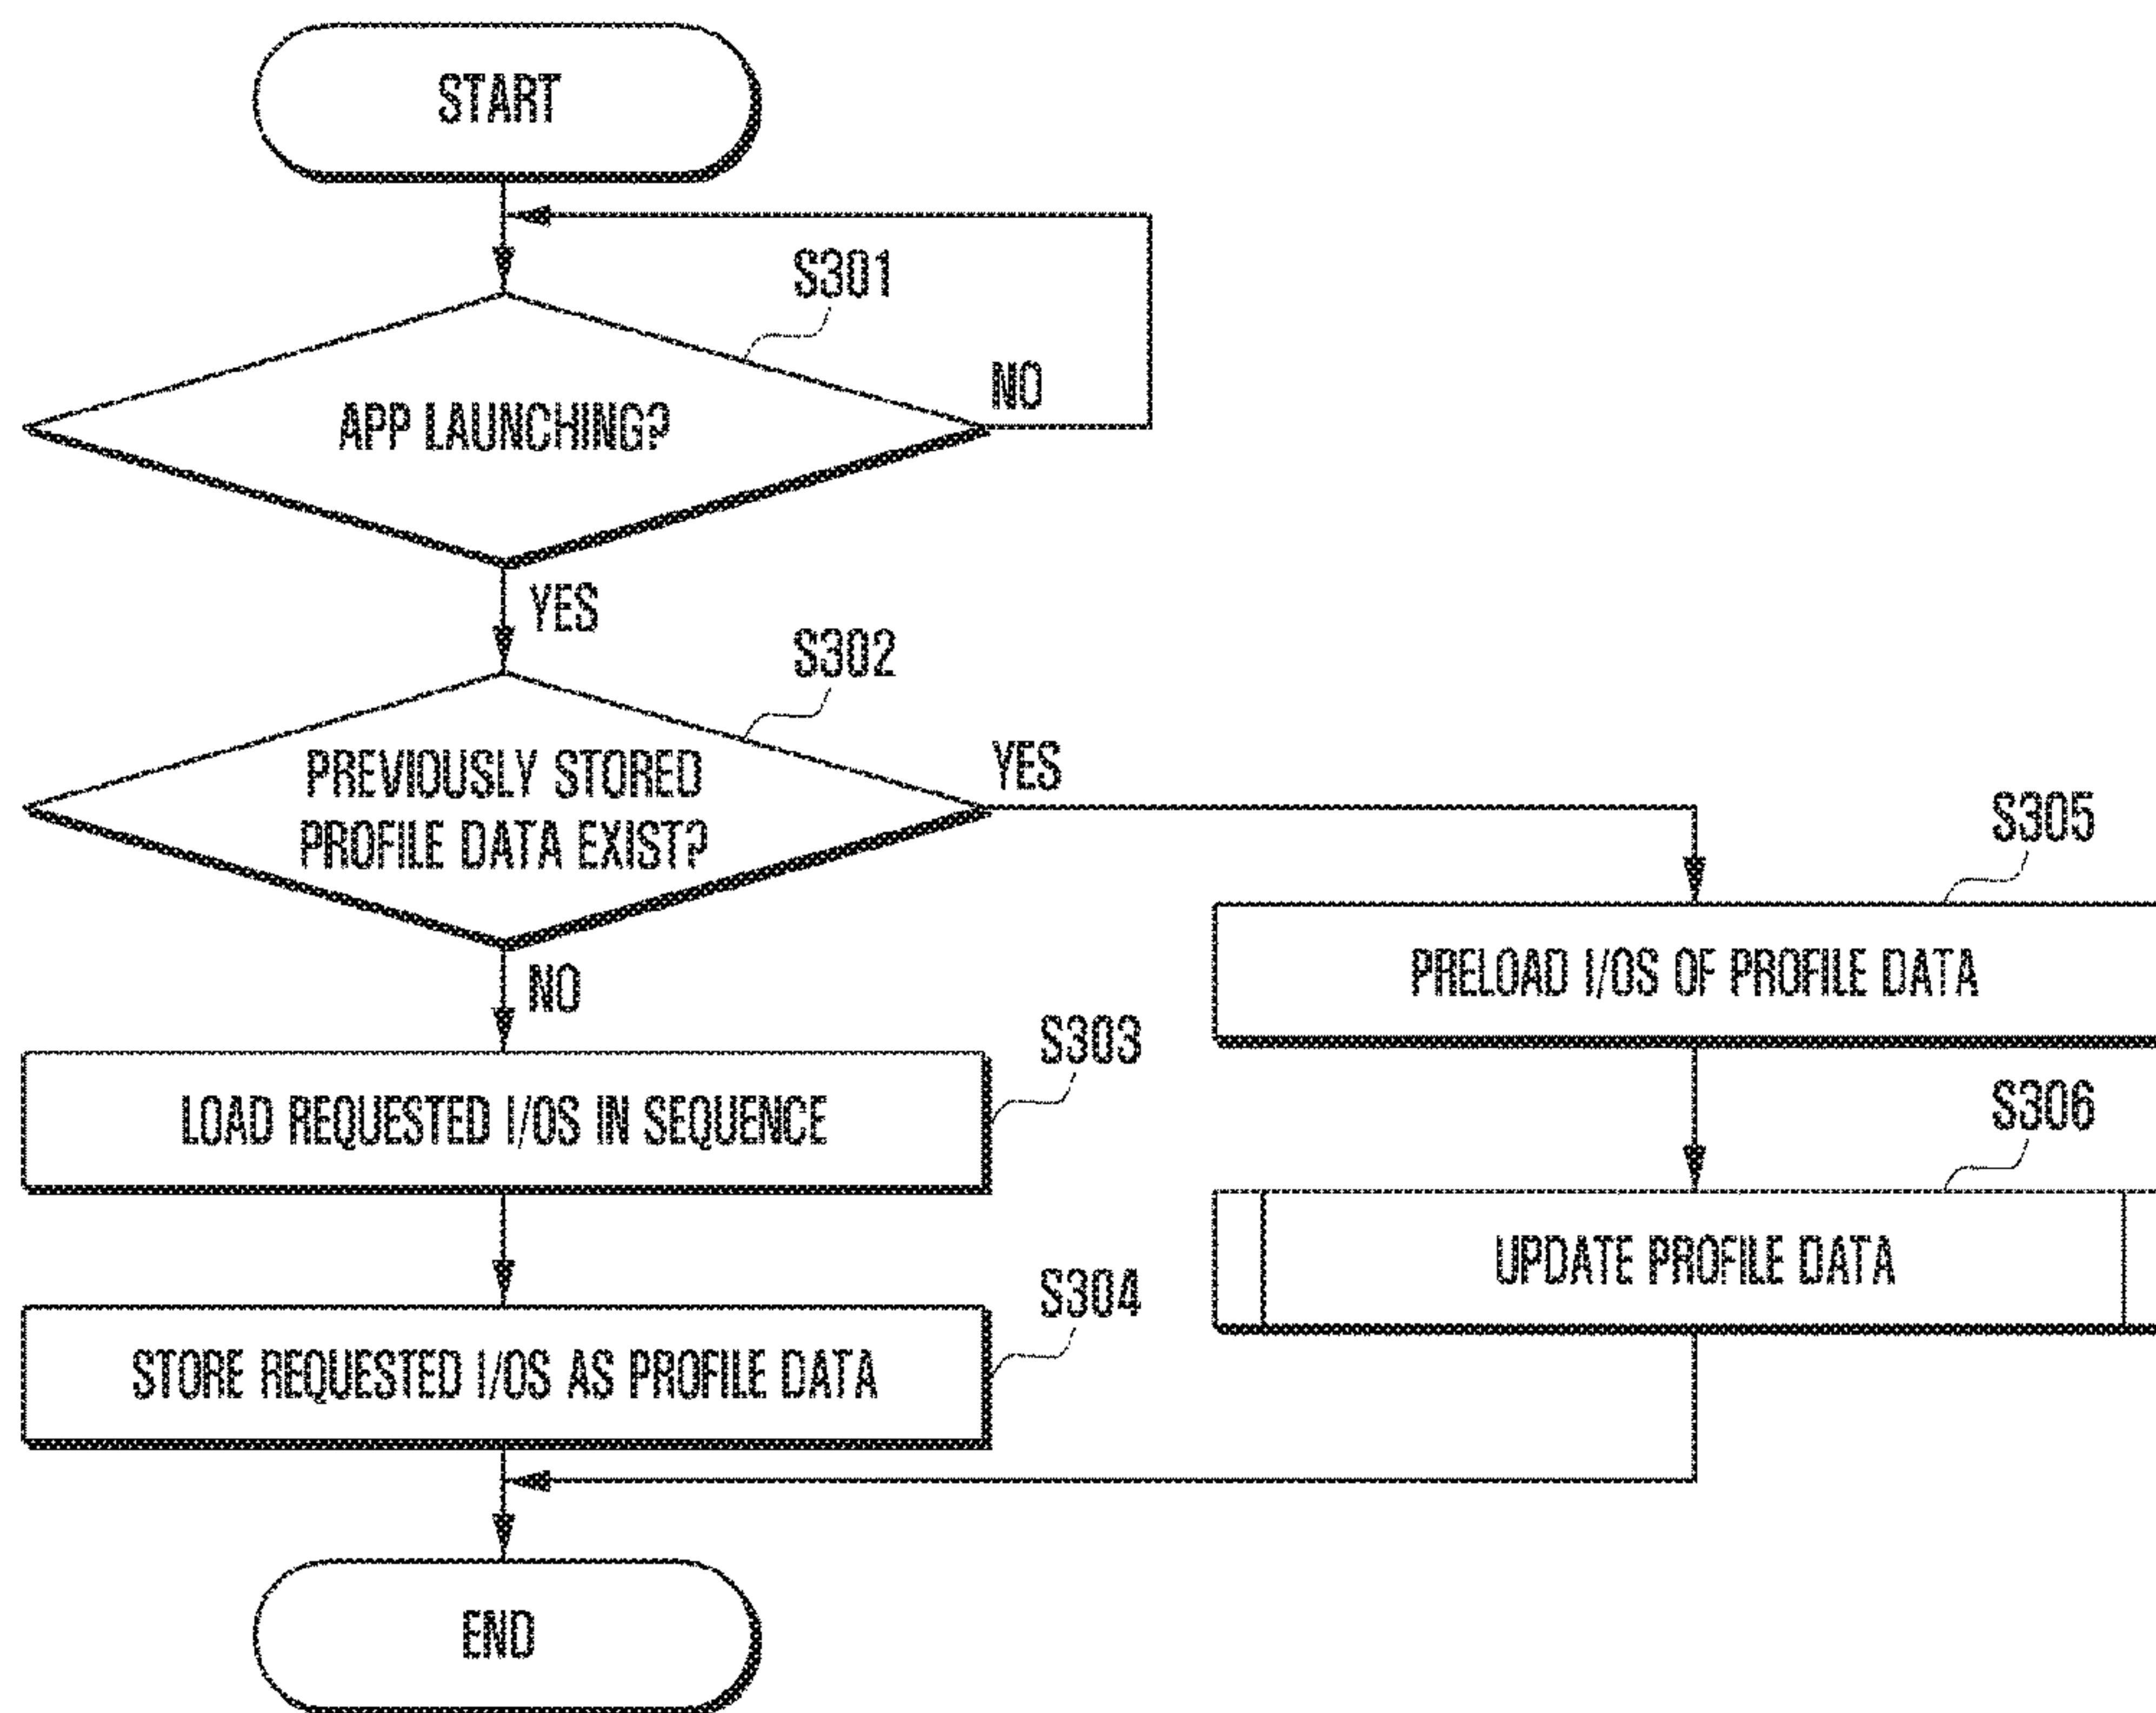 START
S301
NO
APP LAUNCHING?
YES
S302
YES
PREVIOUSLY STORED
PROFILE DATA EXIST?
S305
PRELOAD I/OS OF PROFILE DATA
NO
S303
LOAD REQUESTED I/OS IN SEQUENCE
S306
UPDATE PROFILE DATA
S304
STORE REQUESTED I/OS AS PROFILE DATA
END